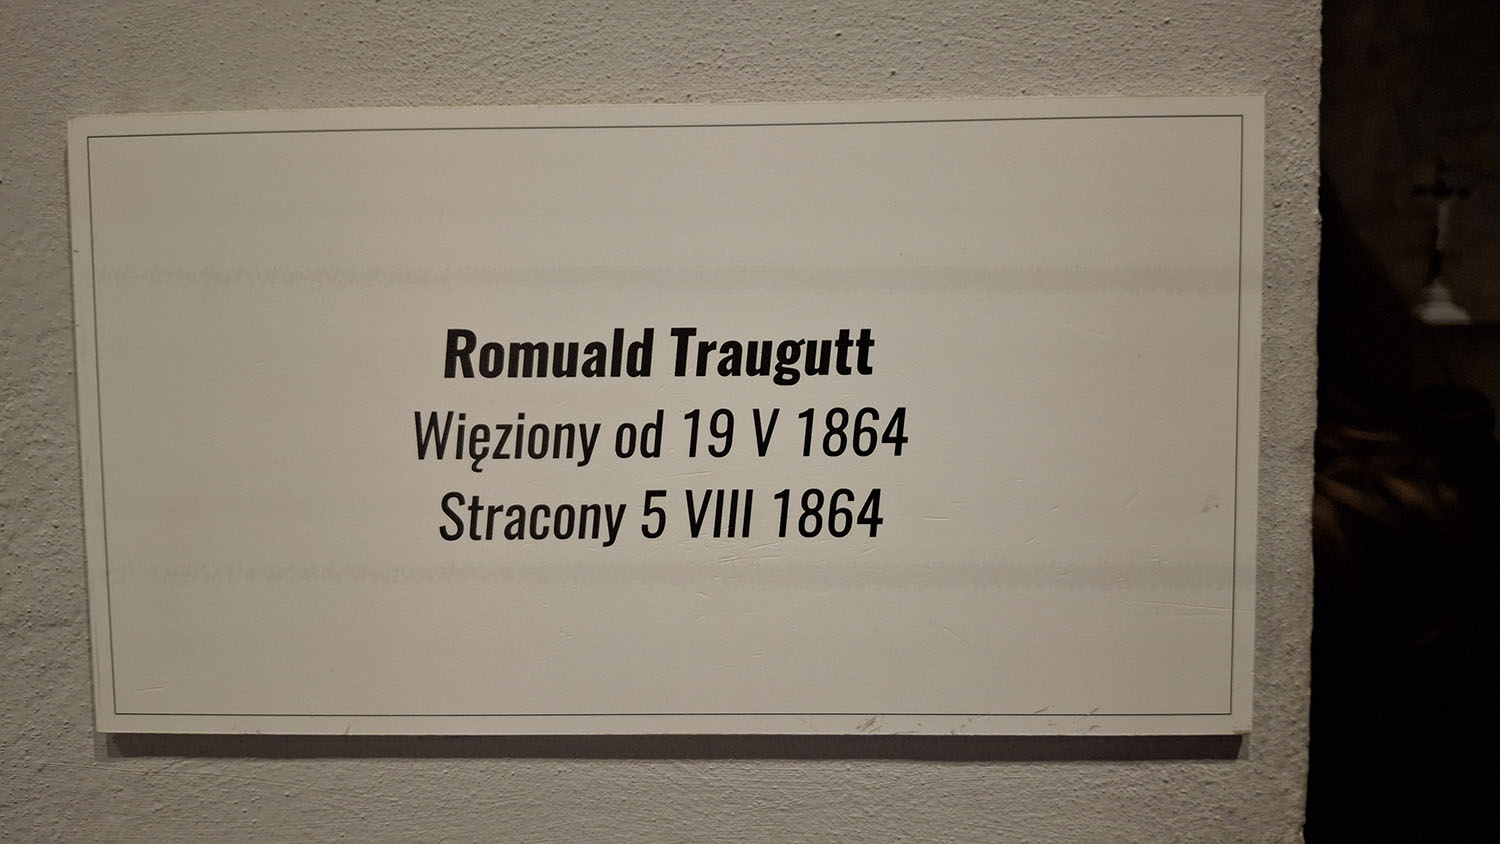 Romuald Traugutt
Więziony od 19 V 1864
Stracony 5 VIII 1864